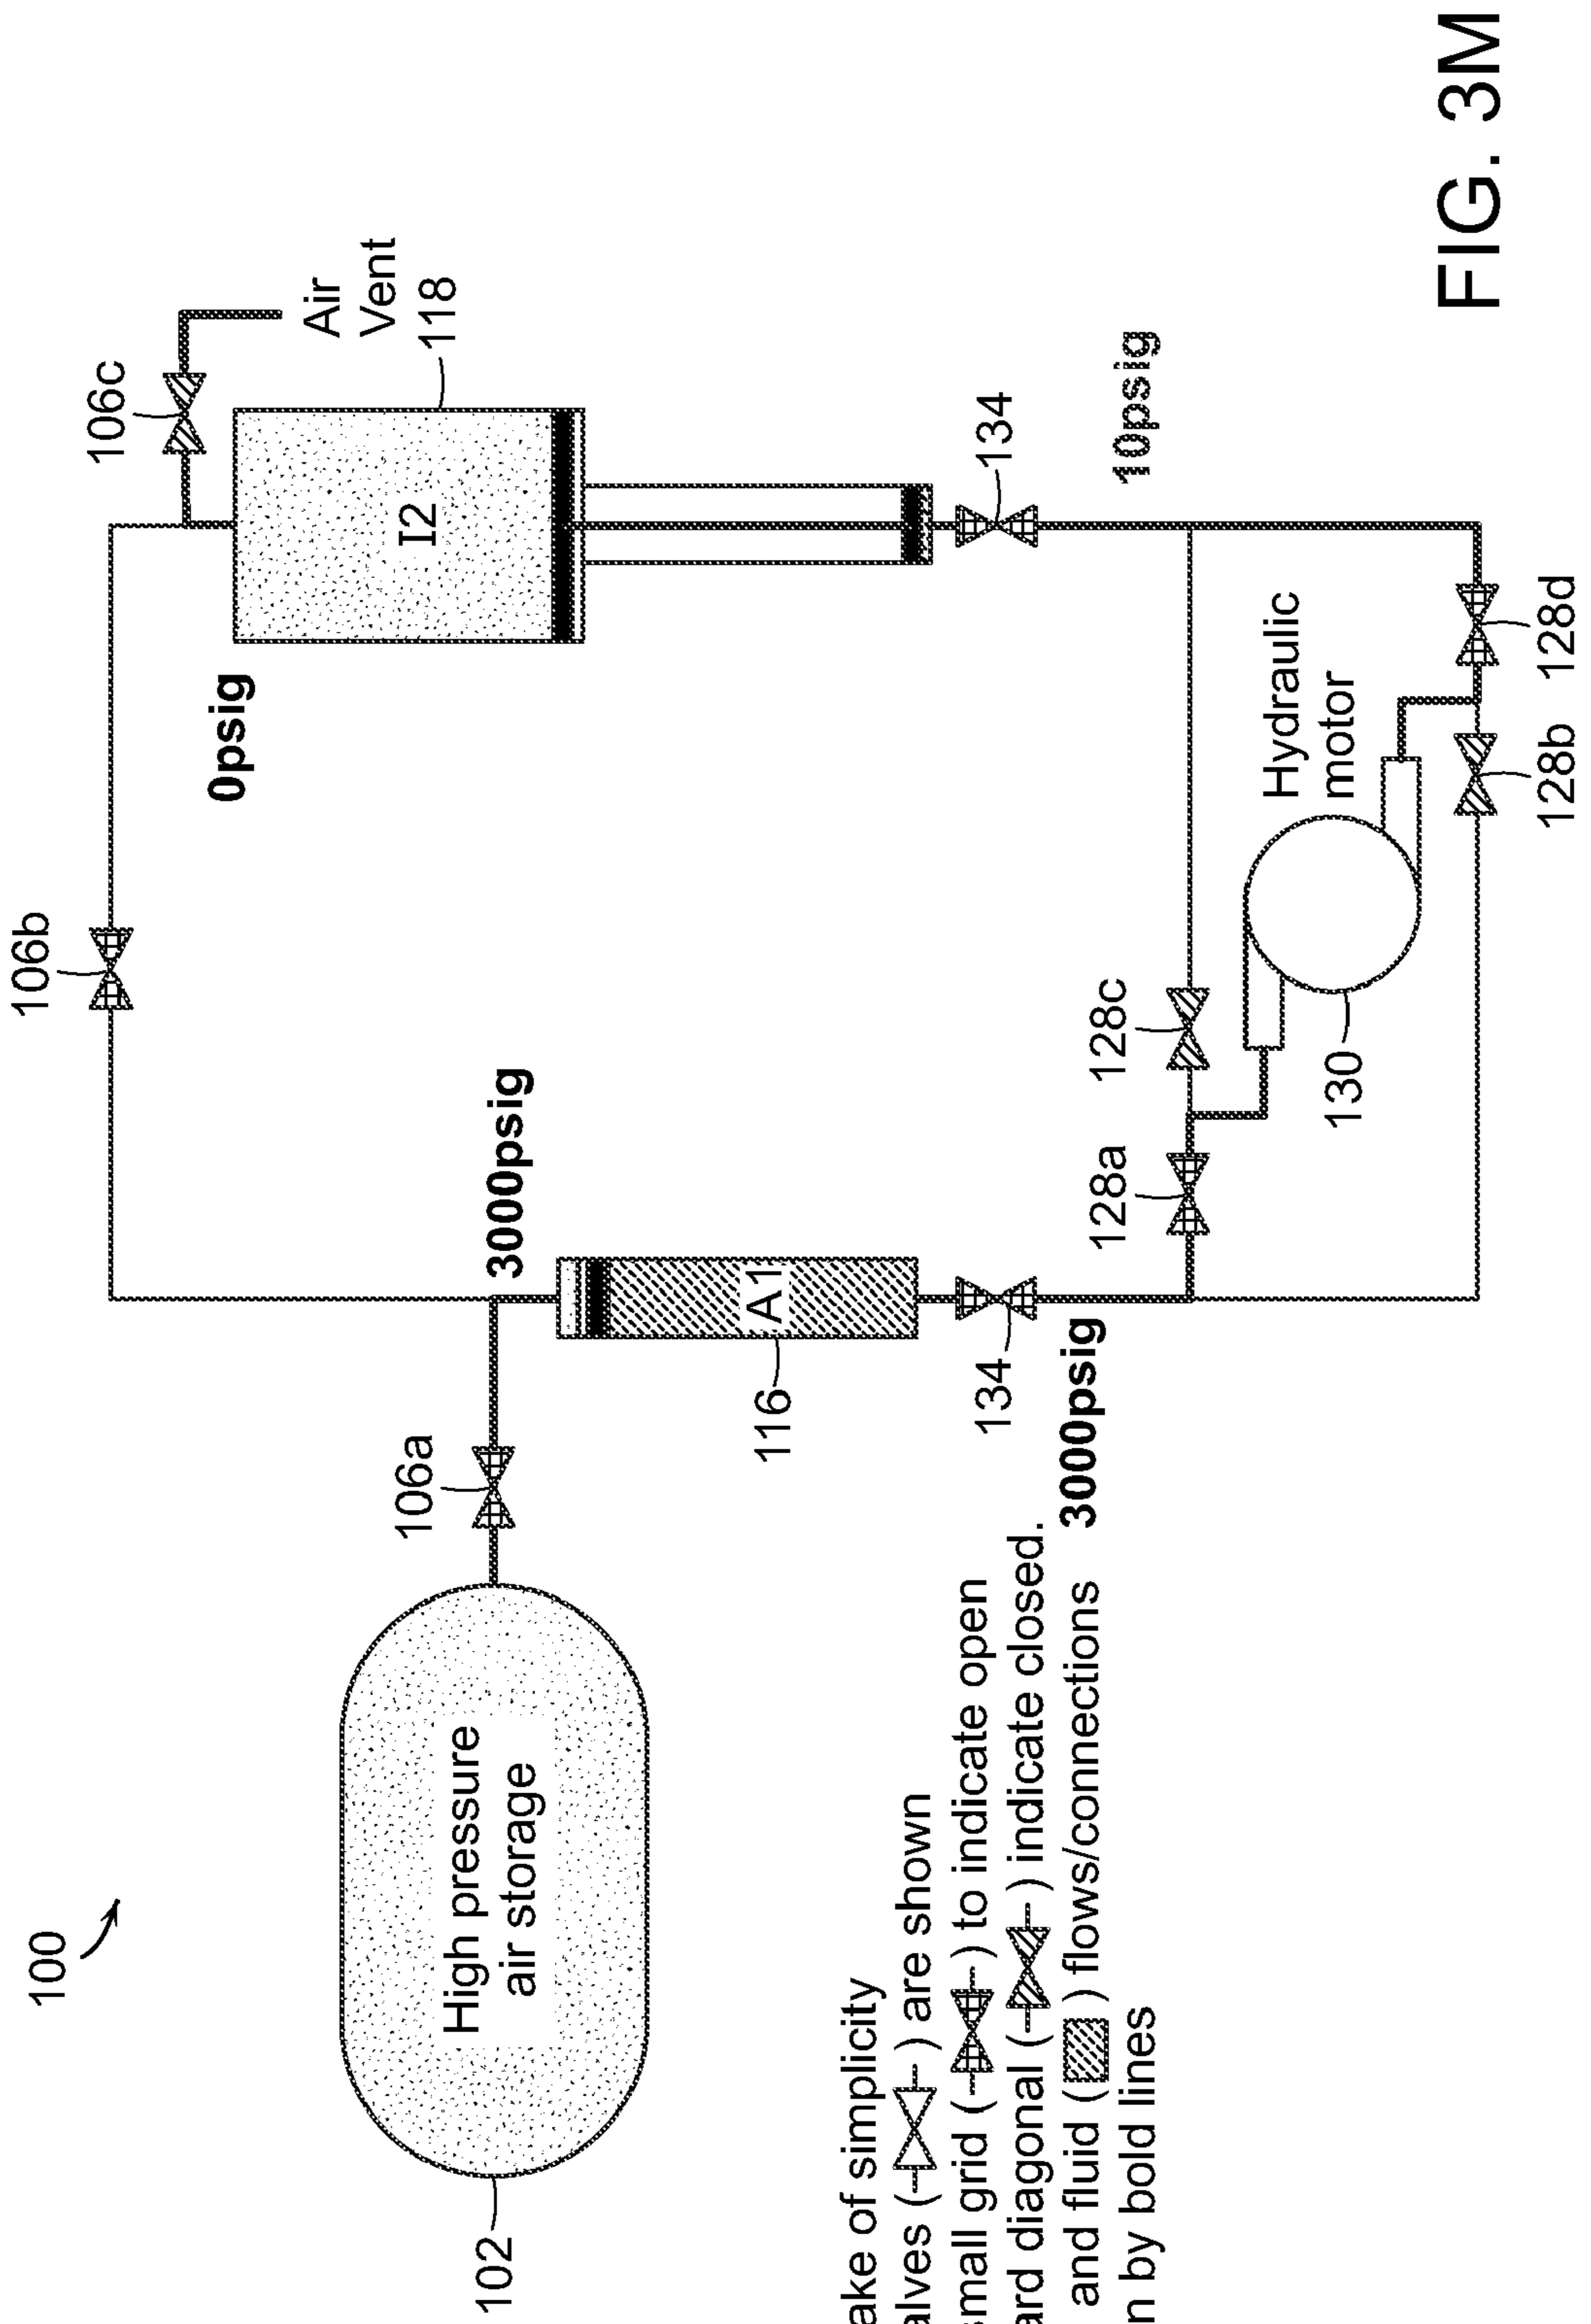 100
102
High pressure
air storage
106a
106b
106c
Air
Vent
118
0psig
I2
3000psig
A1
116
134
134
10psig
3000psig
128a
128c
Hydraulic
motor
130
128b
128d
ake of simplicity
alves ( ) are shown
small grid ( ) to indicate open
ard diagonal ( ) indicate closed.
and fluid ( ) flows/connections
n by bold lines
FIG. 3M